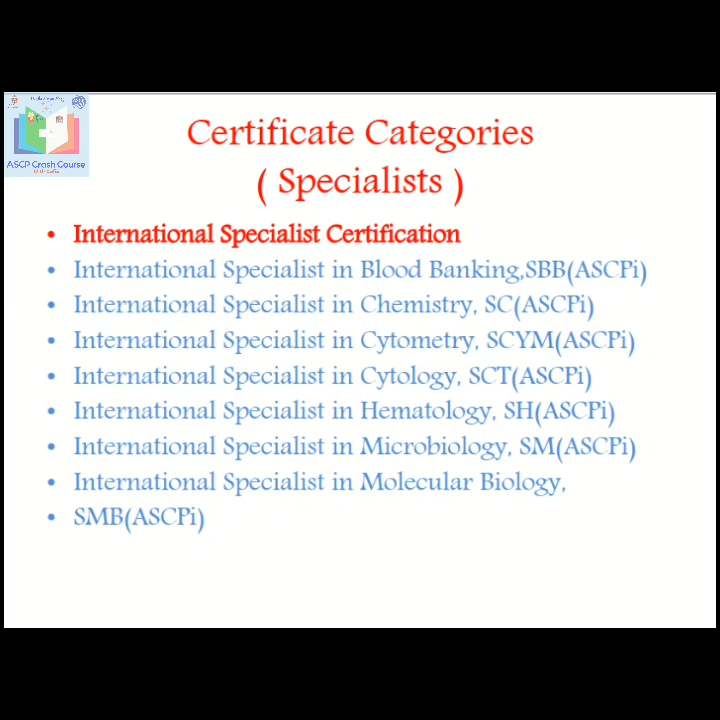 ASCP Crash Course
Certificate Categories
( Specialists )
• International Specialist Certification
• International Specialist in Blood Banking,SBB(ASCPi)
• International Specialist in Chemistry, SC(ASCPi)
• International Specialist in Cytometry, SCYM(ASCPi)
• International Specialist in Cytology, SCT(ASCPi)
• International Specialist in Hematology, SH(ASCPi)
• International Specialist in Microbiology, SM(ASCPi)
• International Specialist in Molecular Biology,
• SMB(ASCPi)